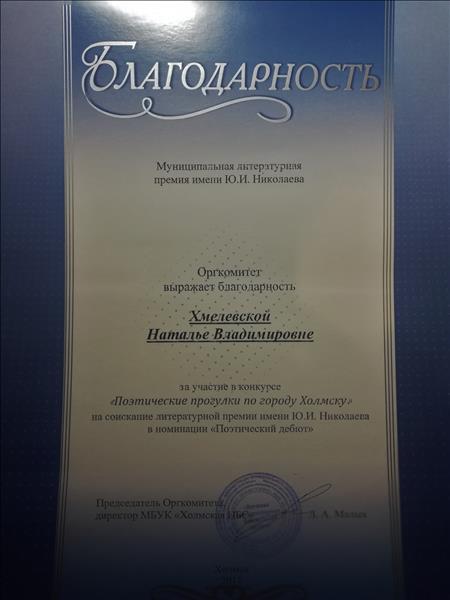 Благодарность
Муниципальная литературная
премия имени Ю.И. Николаева
Оргкомитет
выражает благодарность
Хмелевской
Наталье Владимировне
за участие в конкурсе
«Поэтические прогулки по городу Холмску»
на соискание литературной премии имени Ю.И. Николаева
в номинации «Поэтический дебют»
Председатель Оргкомитета,
директор МБУК «Холмская ЦБС»
Л. А. Малых
Холмск